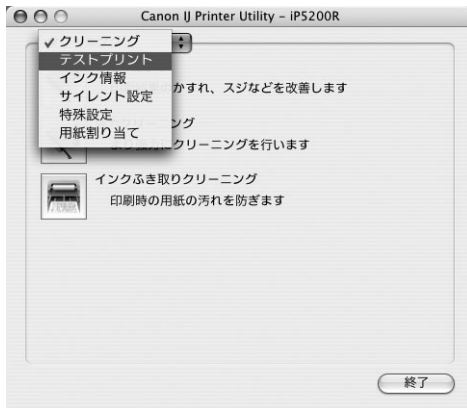 Canon IJ Printer Utility – iP5200R
✓ クリーニング
テストプリント
インク情報
サイレント設定
特殊設定
用紙割り当て
かすれ、スジなどを改善します
ング
クリーニングを行います
インクふき取りクリーニング
印刷時の用紙の汚れを防ぎます
終了